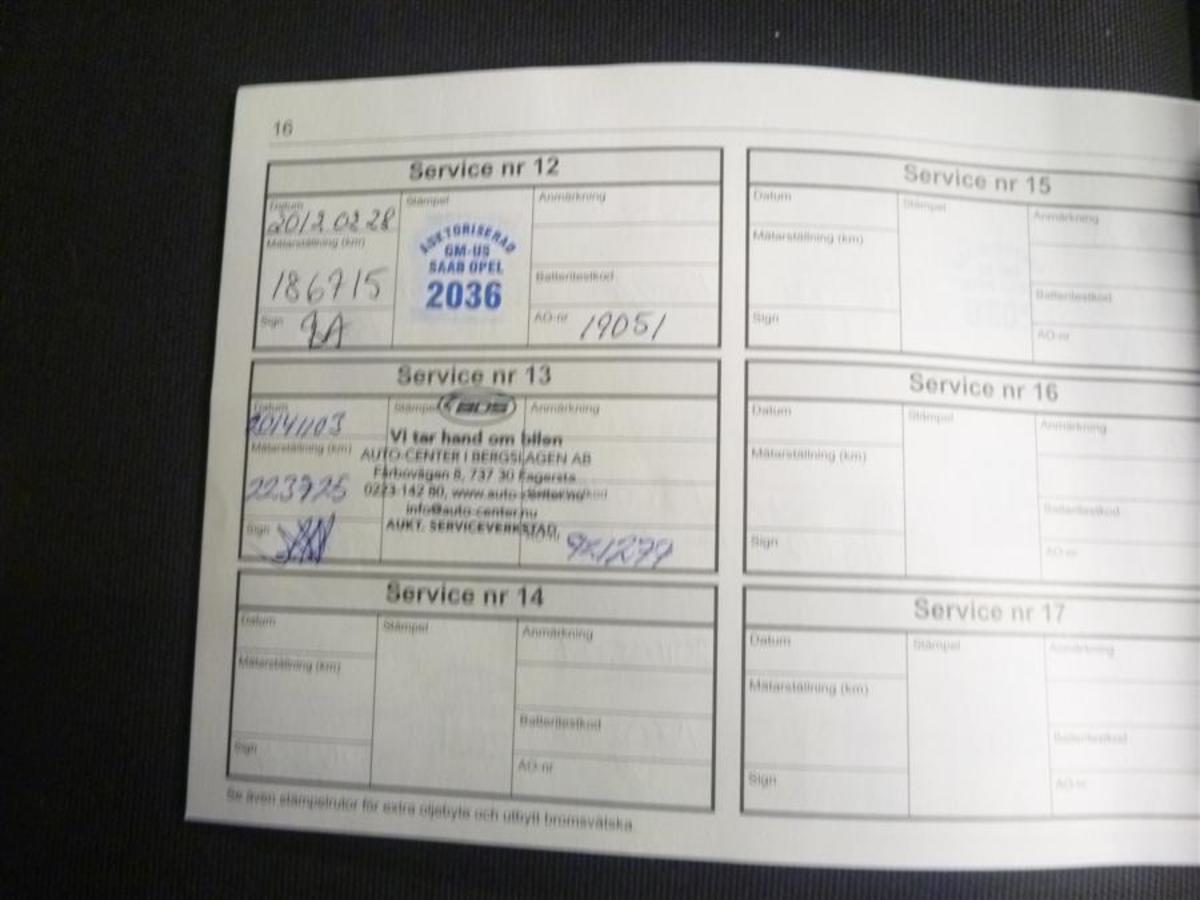 16
Service nr 12
Datum
2012 02 28
Mätarställning (km)
186715
Sign
Stämpel
AUKTORISERAD
GM-US
SAAB OPEL
2036
Anmärkning
Batteritestkod
AO-nr 19051
Service nr 13
Datum
20141103
Mätarställning (km)
223925
Sign
Stämpel
BDS
Vi tar hand om bilen
AUTO CENTER I BERGSLAGEN AB
Fårbovägen 8, 737 30 Fagersta
0223-142 80, www.auto-center.nu
info@auto-center.nu
AUKT. SERVICEVERKSTAD
Anmärkning
AO-nr
Service nr 14
Datum
Mätarställning (km)
Sign
Stämpel
Anmärkning
Batteritestkod
AO-nr
Se även stämpelrutor för extra oljebyte och utbytt bromsvätska.
Service nr 15
Datum
Mätarställning (km)
Sign
Stämpel
Anmärkning
Batteritestkod
AO-nr
Service nr 16
Datum
Mätarställning (km)
Sign
Stämpel
Anmärkning
Batteritestkod
AO-nr
Service nr 17
Datum
Mätarställning (km)
Sign
Stämpel
Anmärkning
Batteritestkod
AO-nr